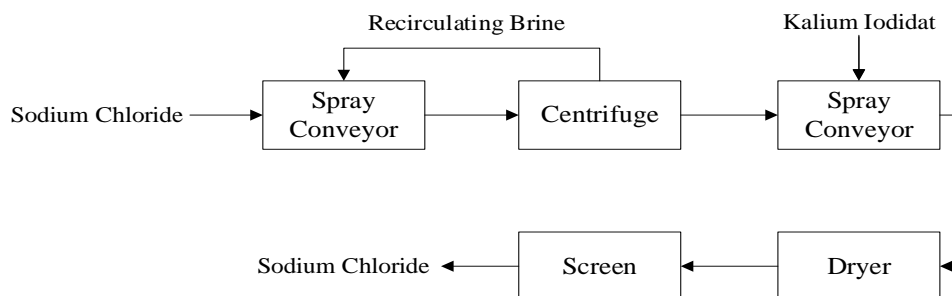 Recirculating Brine
Kalium Iodidat
Sodium Chloride
Spray
Conveyor
Centrifuge
Spray
Conveyor
Sodium Chloride
Screen
Dryer